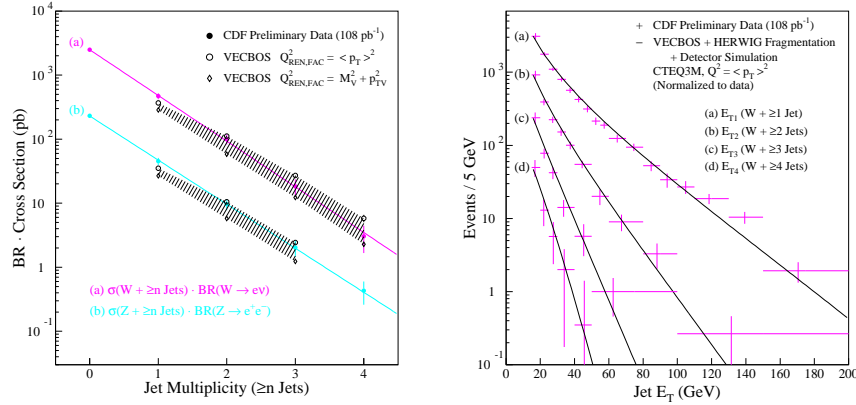 CDF Preliminary Data (108 pb⁻¹)
VECBOS Q²REN,FAC = < pT >²
VECBOS Q²REN,FAC = M²V + p²TV
(a)
(b)
10⁴
10³
10²
10
1
10⁻¹
BR · Cross Section (pb)
(a) σ(W + ≥n Jets) · BR(W → eν)
(b) σ(Z + ≥n Jets) · BR(Z → e⁺e⁻)
0 1 2 3 4
Jet Multiplicity (≥n Jets)
CDF Preliminary Data (108 pb⁻¹)
VECBOS + HERWIG Fragmentation
+ Detector Simulation
CTEQ3M, Q² = < pT >²
(Normalized to data)
(a) ET1 (W + ≥1 Jet)
(b) ET2 (W + ≥2 Jets)
(c) ET3 (W + ≥3 Jets)
(d) ET4 (W + ≥4 Jets)
(a)
(b)
(c)
(d)
10³
10²
10
1
10⁻¹
Events / 5 GeV
0 20 40 60 80 100 120 140 160 180 200
Jet ET (GeV)